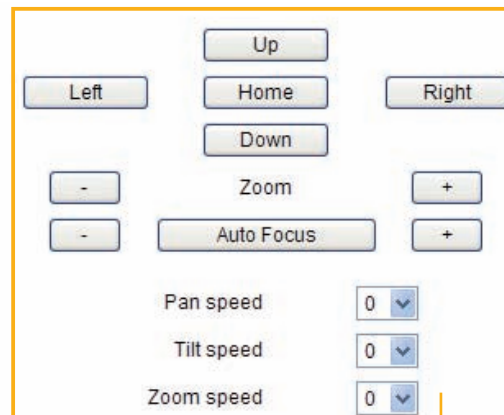 Up
Left Home Right
Down
- Zoom +
- Auto Focus +
Pan speed 0
Tilt speed 0
Zoom speed 0